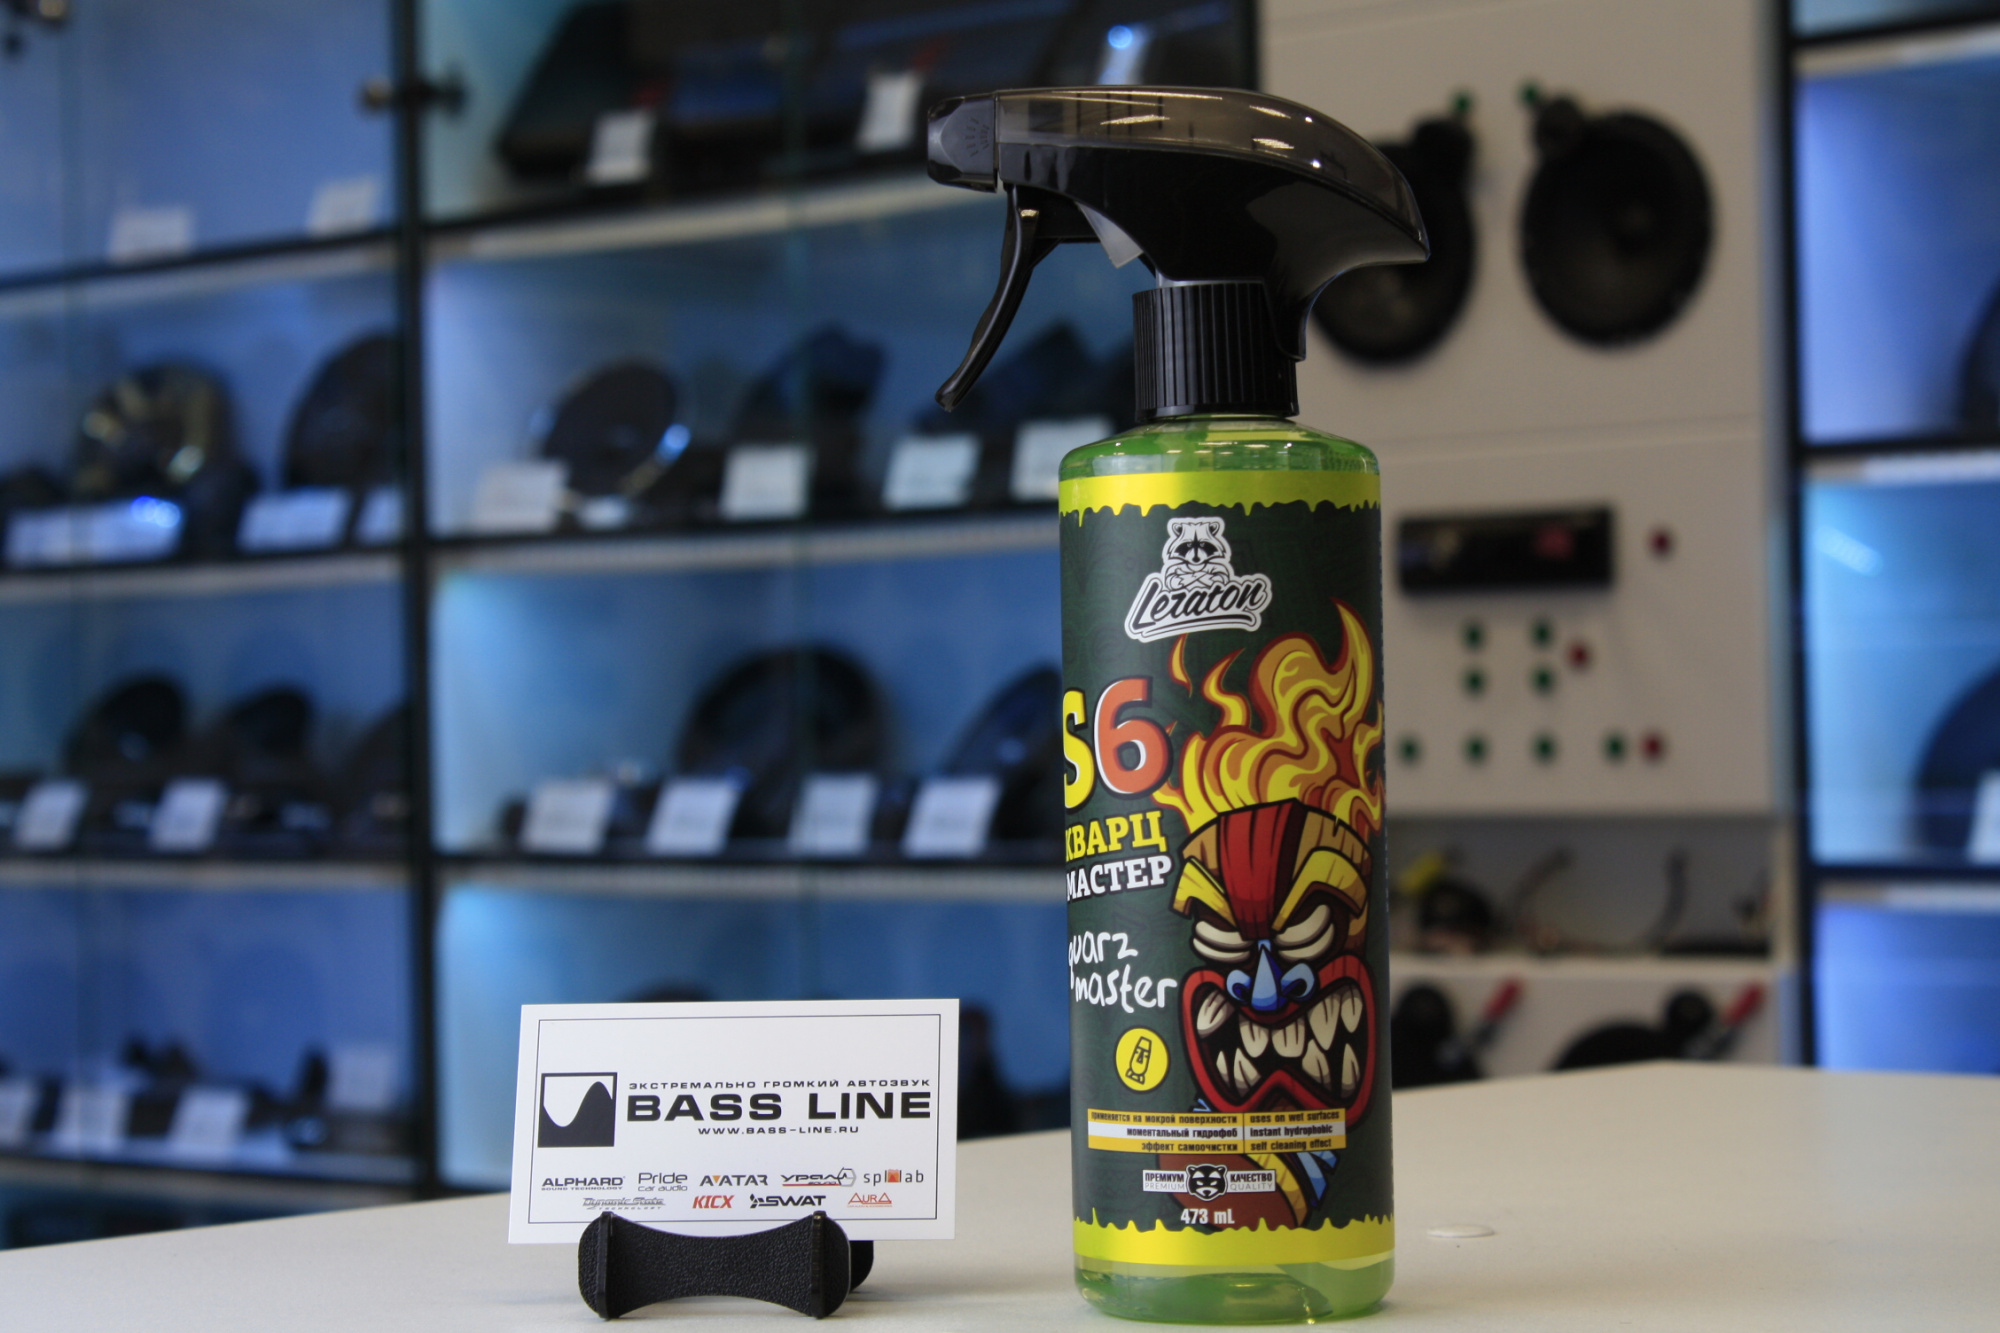 Leraton
S6
КВАРЦ
МАСТЕР
quarz
master
применяется на мокрой поверхности uses on wet surfaces
моментальный гидрофоб instant hydrophobic
эффект самоочистки self cleaning effect
ПРЕМИУМ КАЧЕСТВО
PREMIUM QUALITY
473 mL
ЭКСТРЕМАЛЬНО ГРОМКИЙ АВТОЗВУК
BASS LINE
WWW.BASS-LINE.RU
ALPHARD Pride AVATAR УРАЛ spl lab
SOUND TECHNOLOGY car audio SOUND
Dynamic State KICX SWAT AURA
TECHNOLOGY